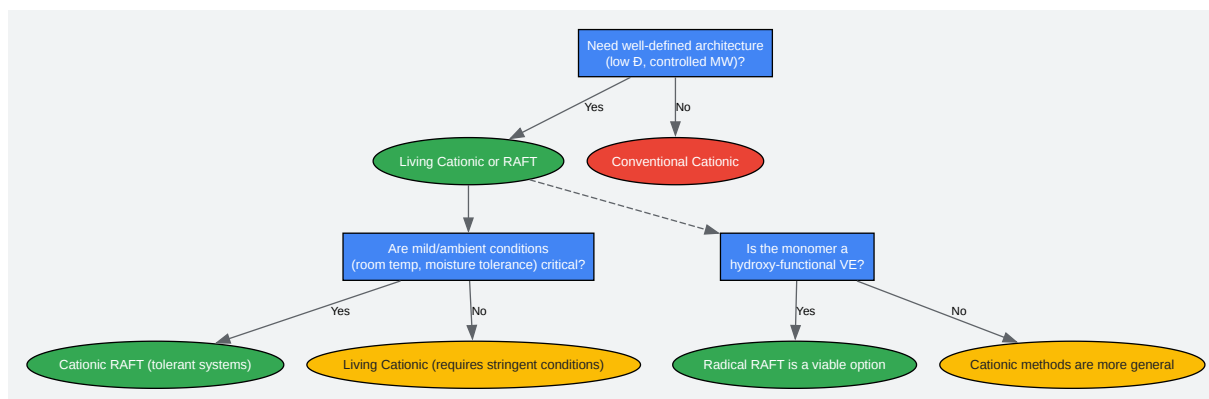 Need well-defined architecture
(low Đ, controlled MW)?
Yes
No
Living Cationic or RAFT
Conventional Cationic
Are mild/ambient conditions
(room temp, moisture tolerance) critical?
Is the monomer a
hydroxy-functional VE?
Yes
No
Yes
No
Cationic RAFT (tolerant systems)
Living Cationic (requires stringent conditions)
Radical RAFT is a viable option
Cationic methods are more general